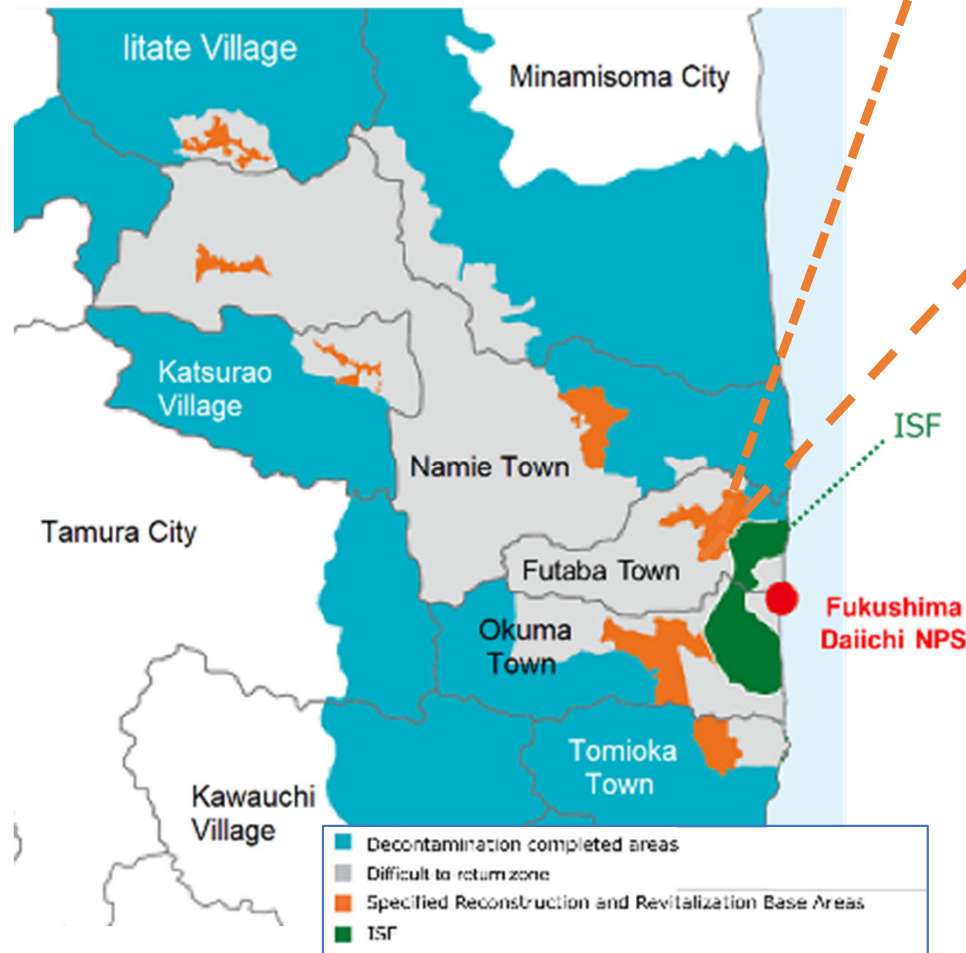 Iitate Village
Minamisoma City
Katsurao
Village
ISF
Namie Town
Tamura City
Futaba Town
Fukushima
Daiichi NPS
Okuma
Town
Tomioka
Town
Kawauchi
Village
Decontamination completed areas
Difficult-to-return zone
Specified Reconstruction and Revitalization Base Areas
ISF